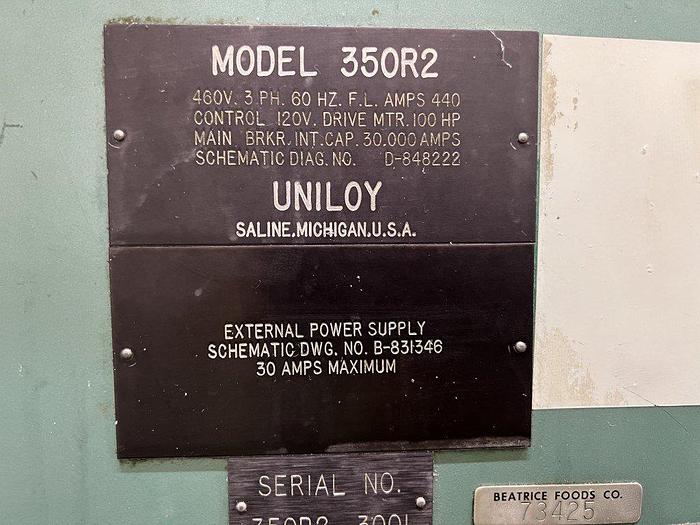 MODEL 350R2
460V. 3 PH. 60 HZ. F.L. AMPS 440
CONTROL 120V. DRIVE MTR. 100 HP
MAIN BRKR. INT. CAP. 30.000 AMPS
SCHEMATIC DIAG. NO. D-848222
UNILOY
SALINE, MICHIGAN. U.S.A.
EXTERNAL POWER SUPPLY
SCHEMATIC DWG. NO. B-831346
30 AMPS MAXIMUM
SERIAL NO.
350R2 3001
BEATRICE FOODS CO.
73425